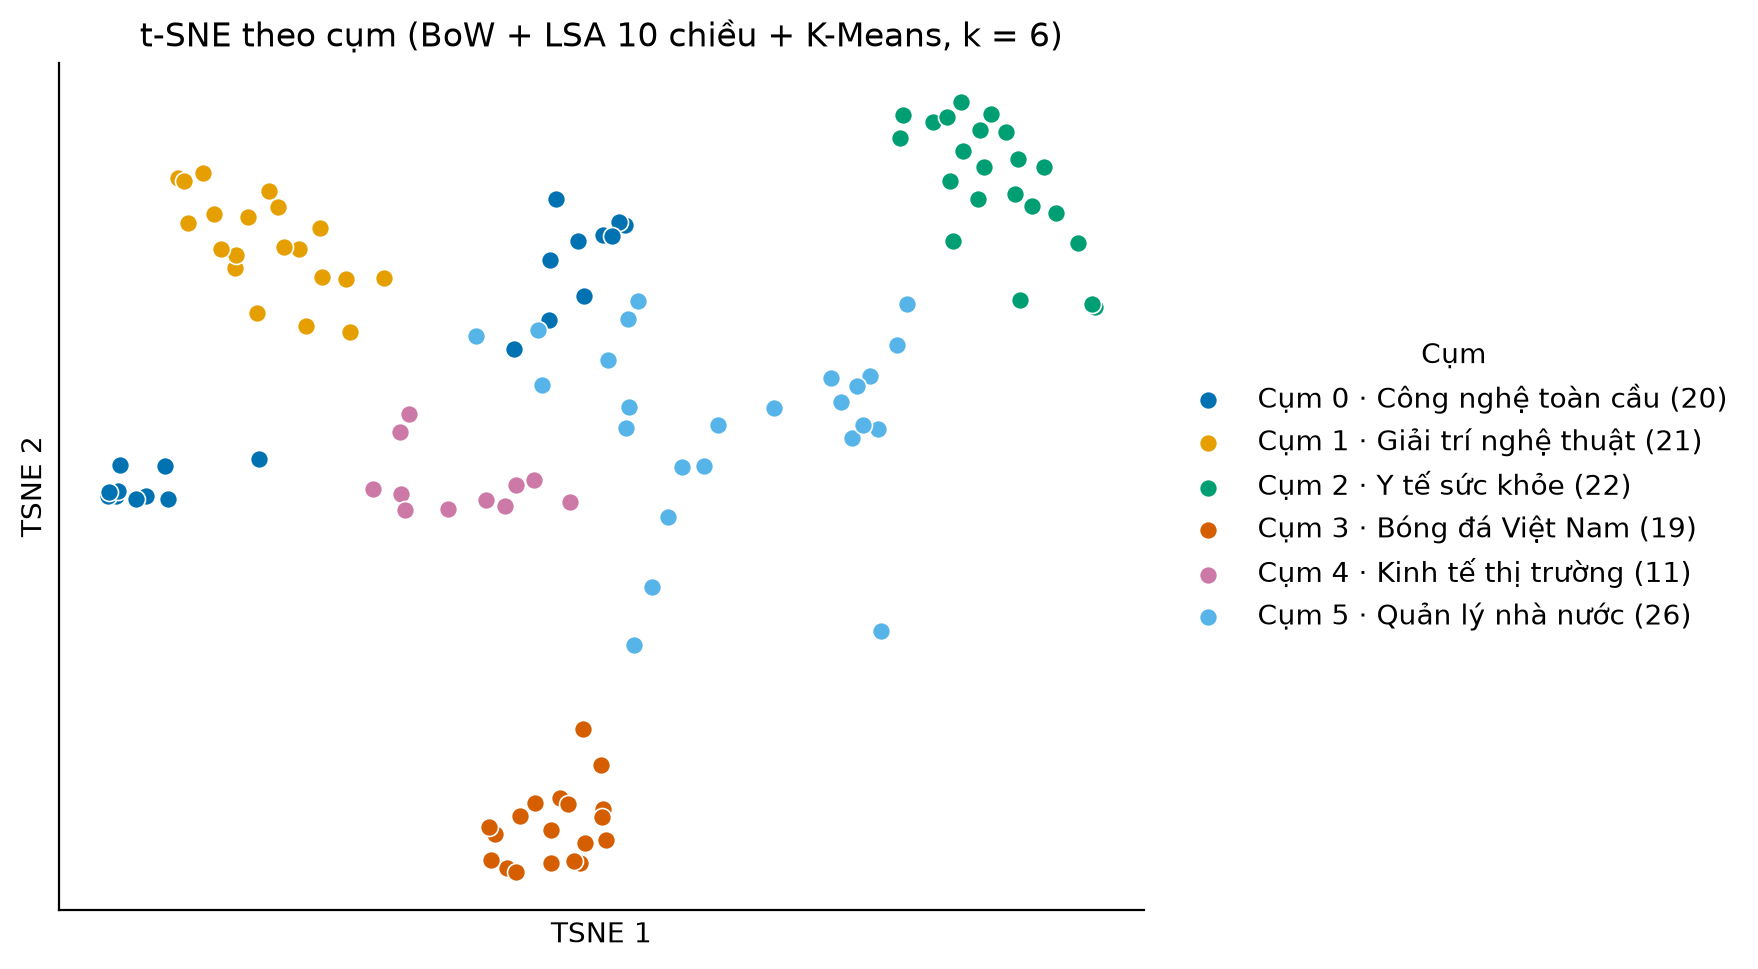 t-SNE theo cụm (BoW + LSA 10 chiều + K-Means, k = 6)
TSNE 2
TSNE 1
Cụm
Cụm 0 · Công nghệ toàn cầu (20)
Cụm 1 · Giải trí nghệ thuật (21)
Cụm 2 · Y tế sức khỏe (22)
Cụm 3 · Bóng đá Việt Nam (19)
Cụm 4 · Kinh tế thị trường (11)
Cụm 5 · Quản lý nhà nước (26)